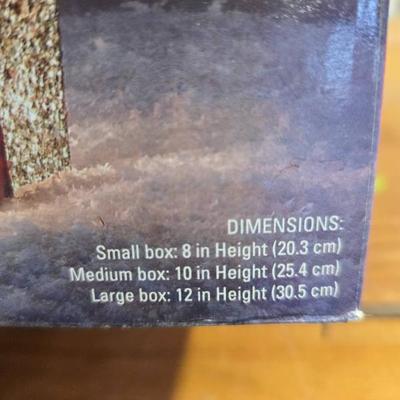 DIMENSIONS:
Small box: 8 in Height (20.3 cm)
Medium box: 10 in Height (25.4 cm)
Large box: 12 in Height (30.5 cm)